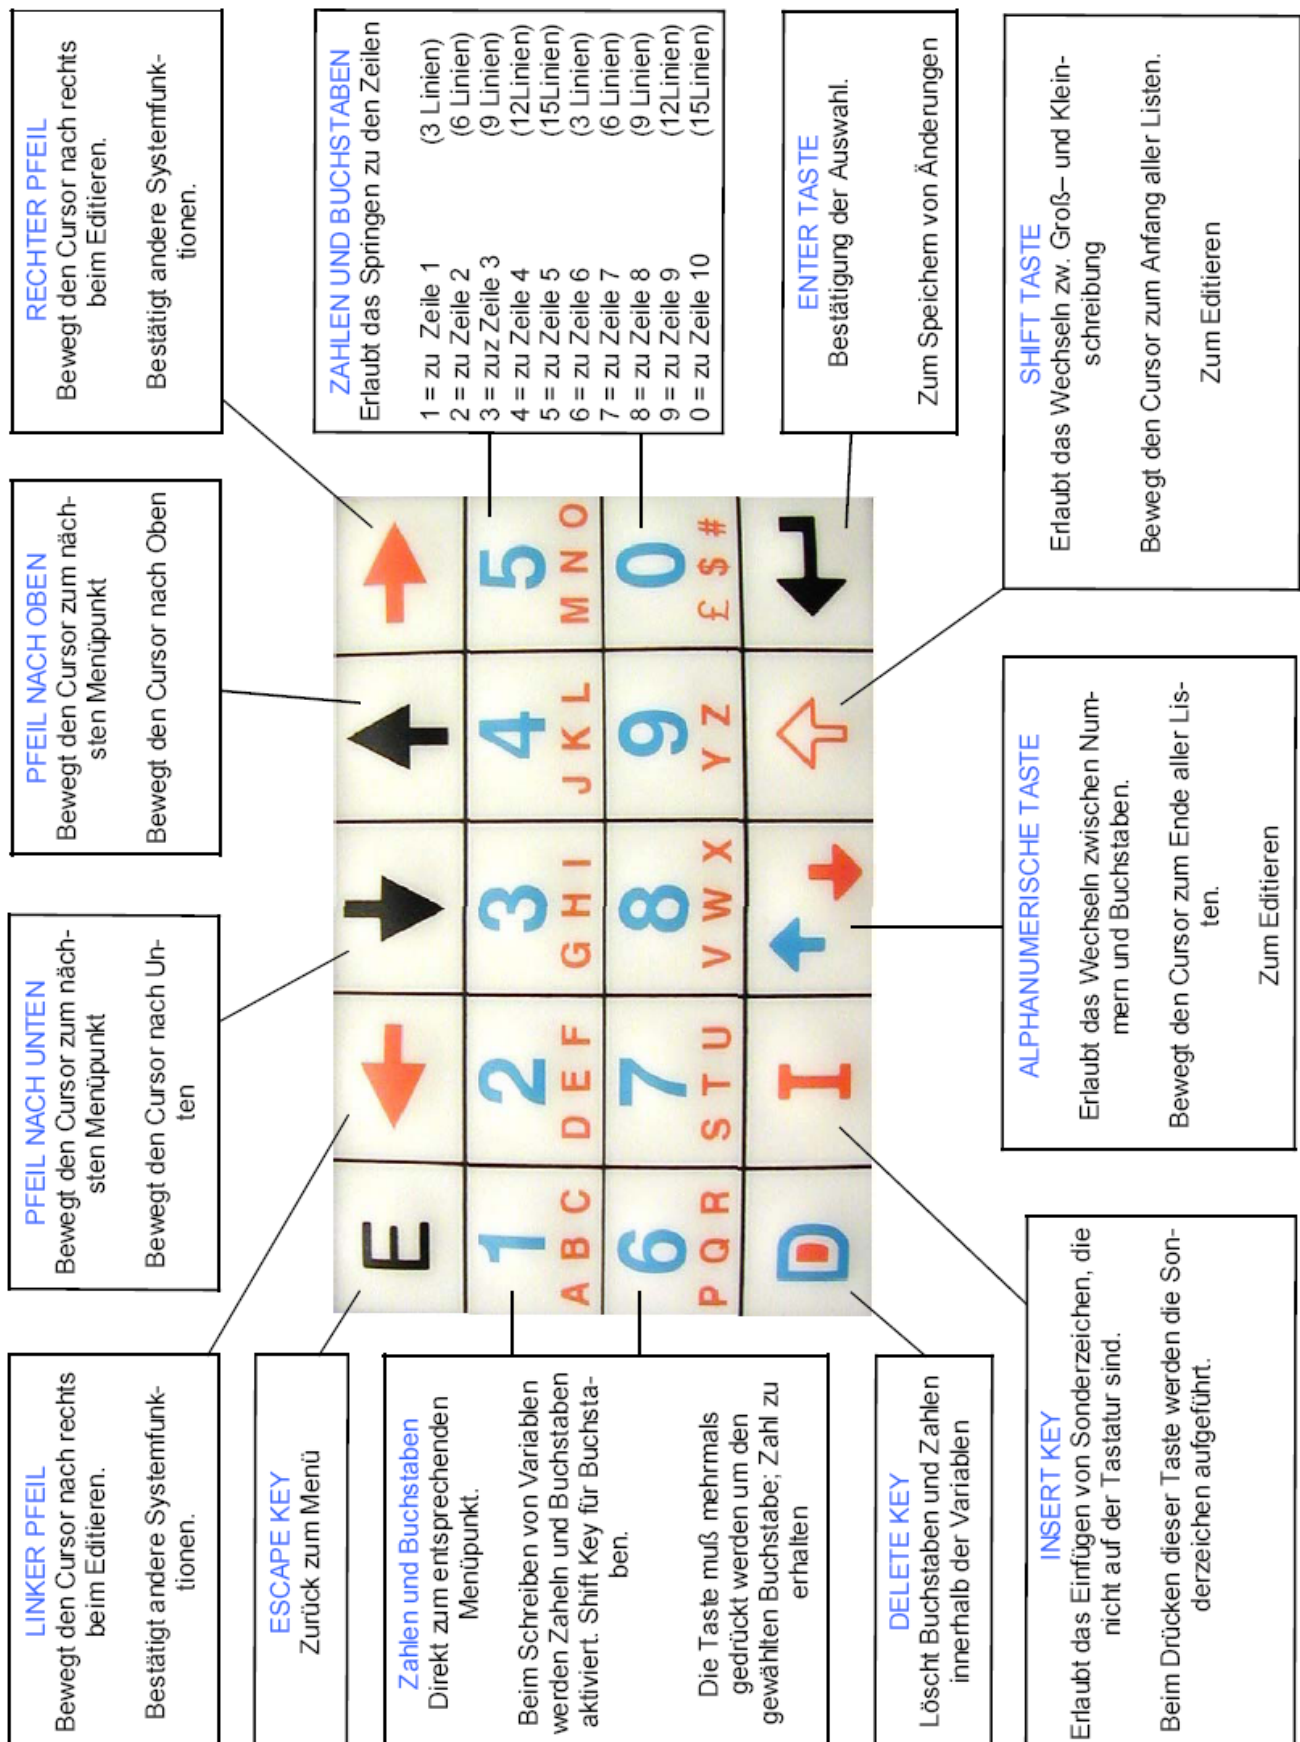 LINKER PFEIL
Bewegt den Cursor nach rechts
beim Editieren.
Bestätigt andere Systemfunk-
tionen.
PFEIL NACH UNTEN
Bewegt den Cursor zum näch-
sten Menüpunkt
Bewegt den Cursor nach Un-
ten
PFEIL NACH OBEN
Bewegt den Cursor zum näch-
sten Menüpunkt
Bewegt den Cursor nach Oben
RECHTER PFEIL
Bewegt den Cursor nach rechts
beim Editieren.
Bestätigt andere Systemfunk-
tionen.
ESCAPE KEY
Zurück zum Menü
Zahlen und Buchstaben
Direkt zum entsprechenden
Menüpunkt.
Beim Schreiben von Variablen
werden Zaheln und Buchstaben
aktiviert. Shift Key für Buchsta-
ben.
Die Taste muß mehrmals
gedrückt werden um den
gewählten Buchstabe; Zahl zu
erhalten
DELETE KEY
Löscht Buchstaben und Zahlen
innerhalb der Variablen
E
1 2 3 4 5
A B C D E F G H I J K L M N O
6 7 8 9 0
P Q R S T U V W X Y Z £ $ #
D I
ZAHLEN UND BUCHSTABEN
Erlaubt das Springen zu den Zeilen
1 = zu Zeile 1 (3 Linien)
2 = zu Zeile 2 (6 Linien)
3 = zuz Zeile 3 (9 Linien)
4 = zu Zeile 4 (12Linien)
5 = zu Zeile 5 (15Linien)
6 = zu Zeile 6 (3 Linien)
7 = zu Zeile 7 (6 Linien)
8 = zu Zeile 8 (9 Linien)
9 = zu Zeile 9 (12Linien)
0 = zu Zeile 10 (15Linien)
ENTER TASTE
Bestätigung der Auswahl.
Zum Speichern von Änderungen
INSERT KEY
Erlaubt das Einfügen von Sonderzeichen, die
nicht auf der Tastatur sind.
Beim Drücken dieser Taste werden die Son-
derzeichen aufgeführt.
ALPHANUMERISCHE TASTE
Erlaubt das Wechseln zwischen Num-
mern und Buchstaben.
Bewegt den Cursor zum Ende aller Lis-
ten.
Zum Editieren
SHIFT TASTE
Erlaubt das Wechseln zw. Groß– und Klein-
schreibung
Bewegt den Cursor zum Anfang aller Listen.
Zum Editieren